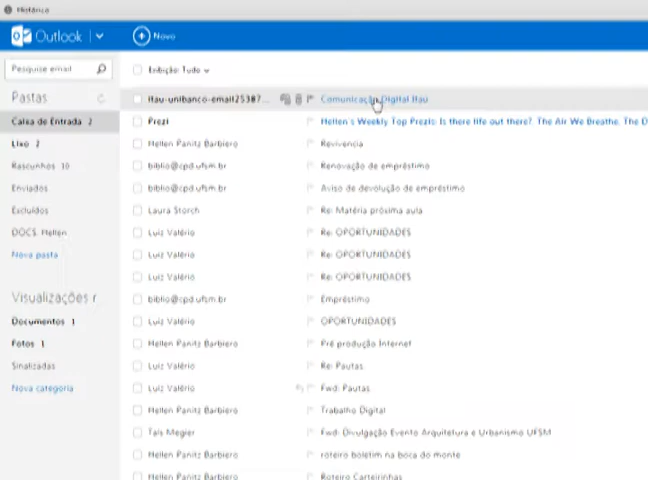 Histórico
Outlook
Novo
Pesquise email
Exibição: Tudo
Pastas
Itau-unibanco-email25387...
Comunicação Digital Itau
Caixa de Entrada 2
Prezi
Hellen's Weekly Top Prezis: Is there life out there? The Air We Breathe. The D
Lixo 2
Hellen Panitz Barbiero
Revivencia
Rascunhos 10
biblio@cpd.ufsm.br
Renovação de empréstimo
Enviados
biblio@cpd.ufsm.br
Aviso de devolução de empréstimo
Excluídos
Laura Storch
Re: Matéria próxima aula
DOCS. Hellen
Luiz Valério
Re: OPORTUNIDADES
Nova pasta
Luiz Valério
Re: OPORTUNIDADES
Luiz Valério
Re: OPORTUNIDADES
Visualizações r
biblio@cpd.ufsm.br
Empréstimo
Documentos 1
Luiz Valério
OPORTUNIDADES
Fotos 1
Hellen Panitz Barbiero
Pré produção Internet
Sinalizadas
Luiz Valério
Re: Pautas
Nova categoria
Luiz Valério
Fwd: Pautas
Hellen Panitz Barbiero
Trabalho Digital
Taís Megier
Fwd: Divulgação Evento Arquitetura e Urbanismo UFSM
Hellen Panitz Barbiero
roteiro boletim na boca do monte
Hellen Panitz Barbiero
Roteiro Carteirinhas